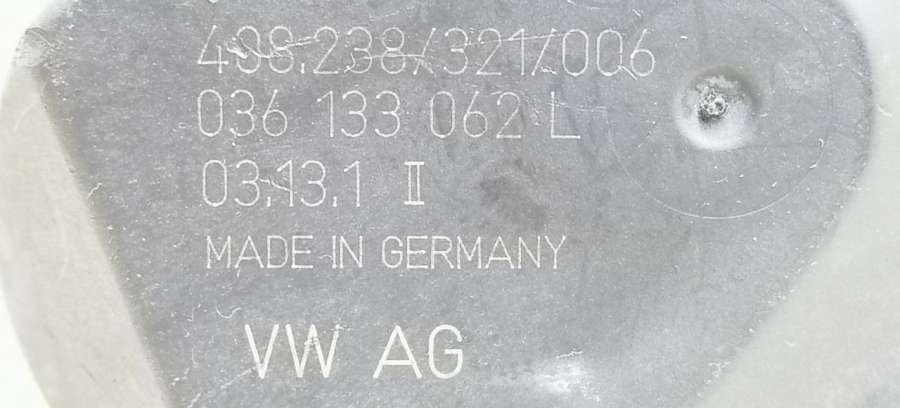 408.238/321/006
036 133 062 L
03.13.1 II
MADE IN GERMANY
VW AG